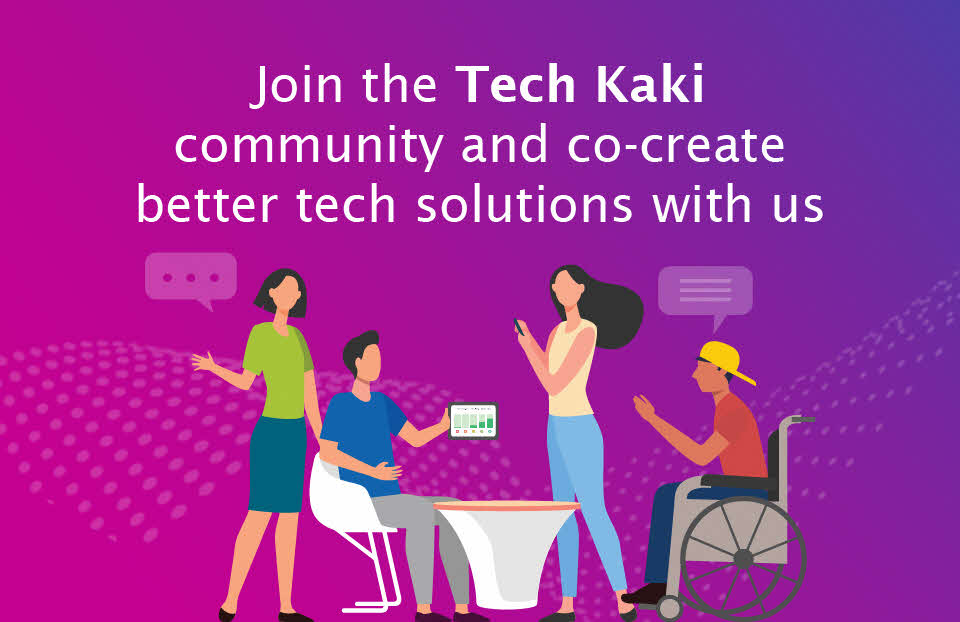 Join the Tech Kaki
community and co-create
better tech solutions with us